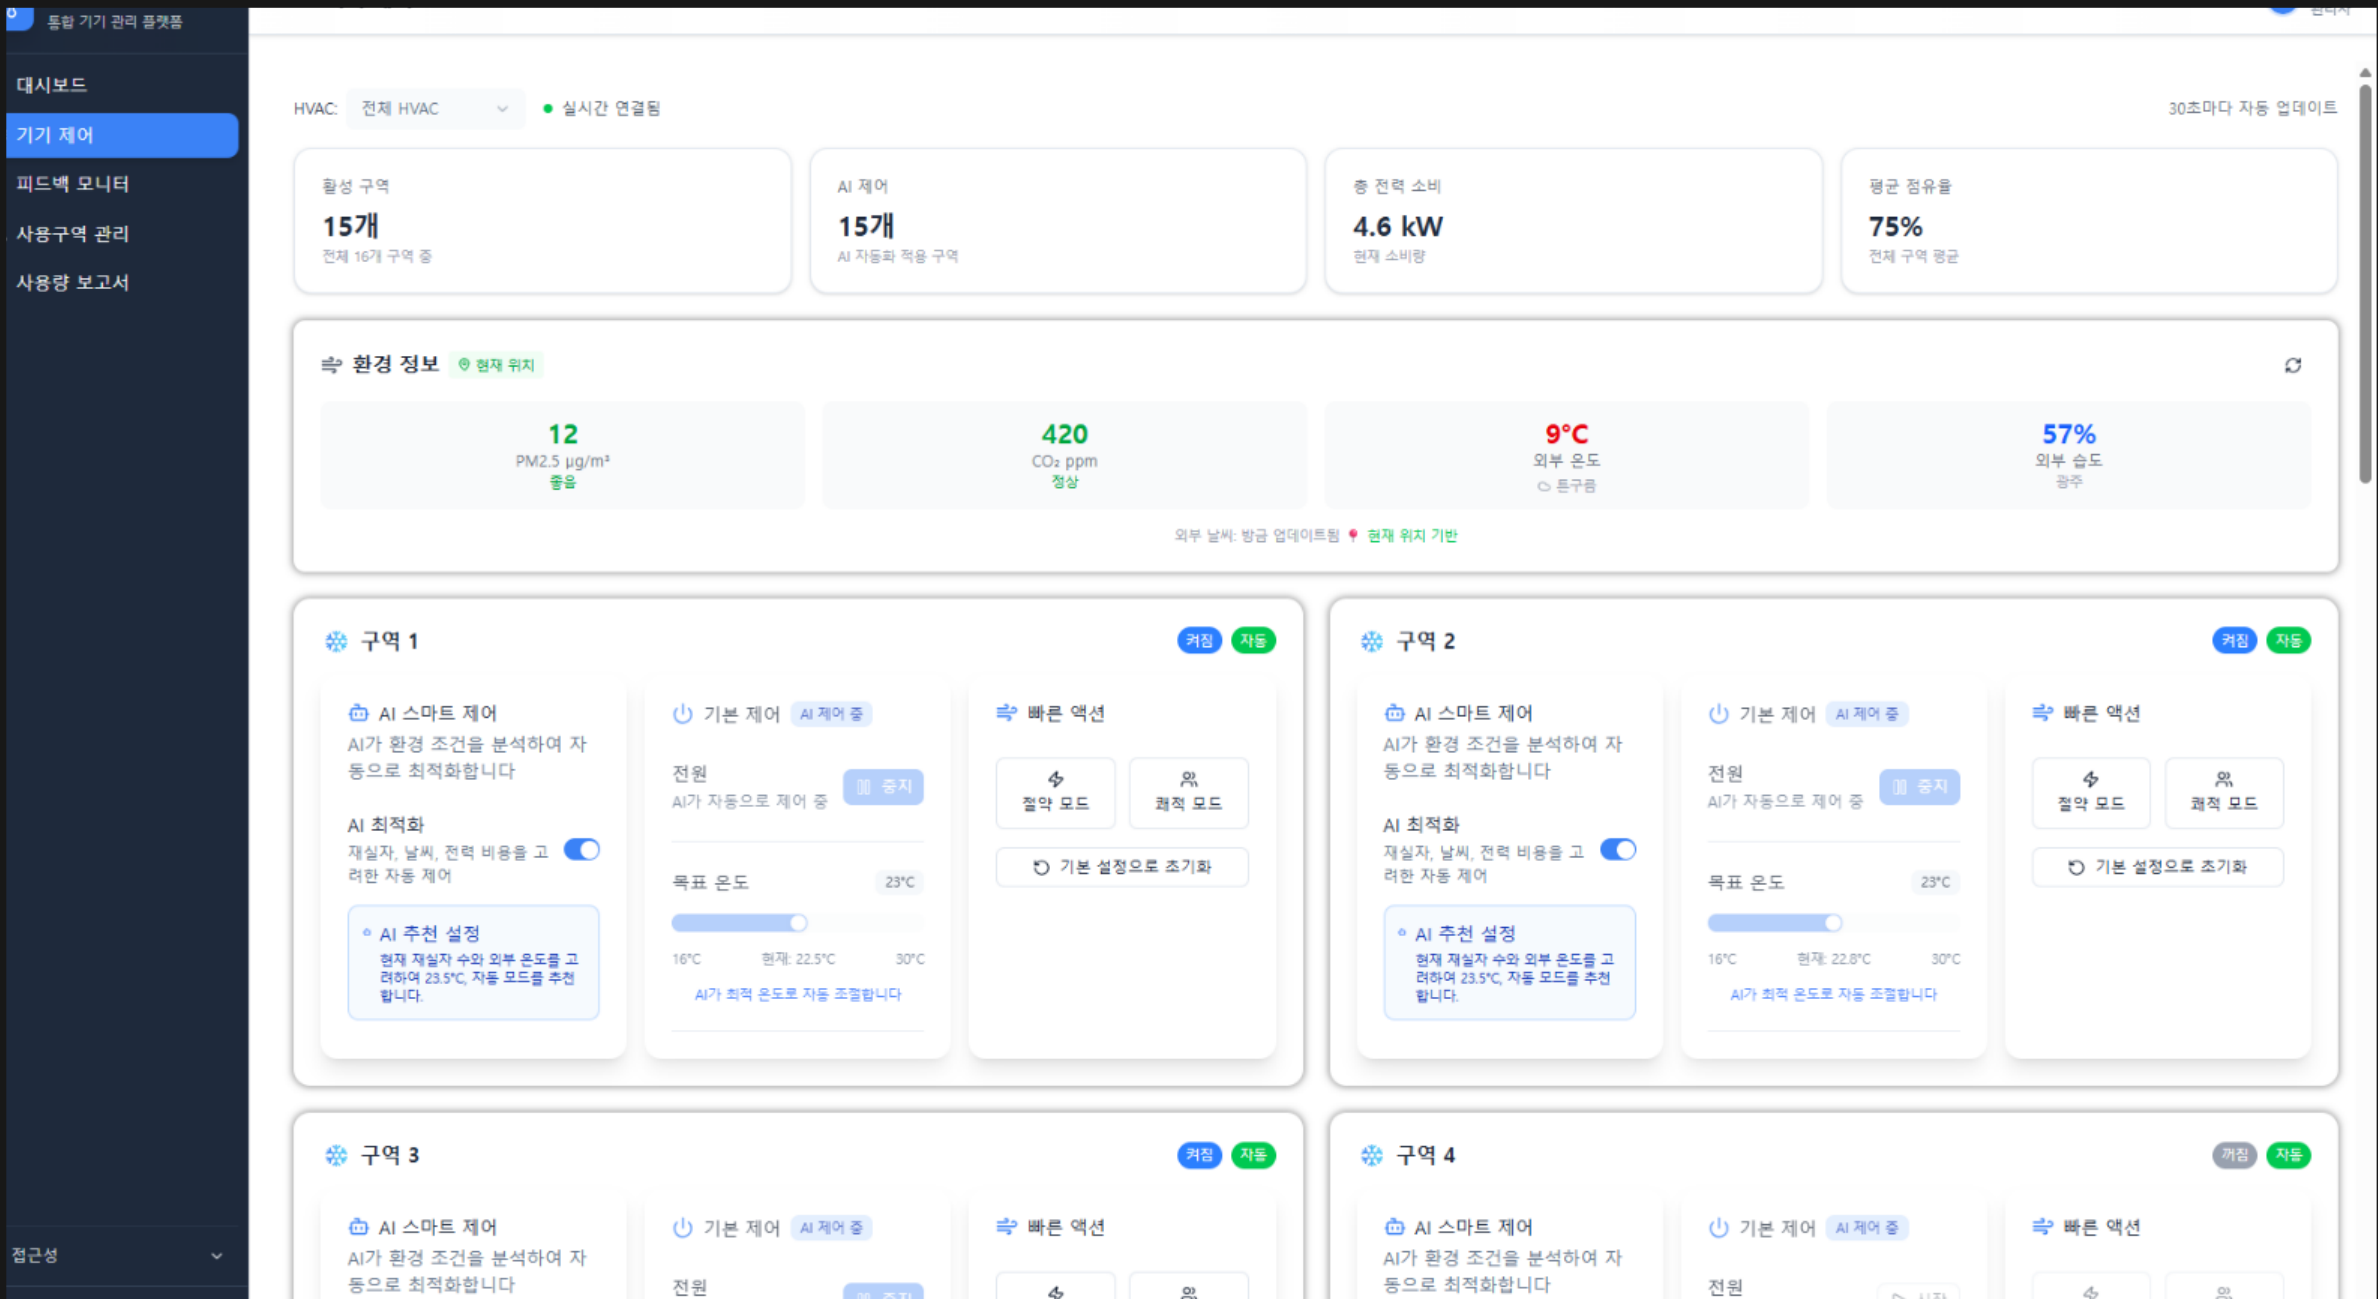 통합 기기 관리 플랫폼
대시보드
기기 제어
피드백 모니터
사용구역 관리
사용량 보고서
접근성
HVAC: 전체 HVAC 실시간 연결됨
30초마다 자동 업데이트
활성 구역
15개
전체 16개 구역 중
AI 제어
15개
AI 자동화 적용 구역
총 전력 소비
4.6 kW
현재 소비량
평균 점유율
75%
전체 구역 평균
환경 정보 현재 위치
12
PM2.5 μg/m³
좋음
420
CO₂ ppm
정상
9°C
외부 온도
튼구름
57%
외부 습도
광주
외부 날씨: 방금 업데이트됨 현재 위치 기반
구역 1
켜짐 자동
AI 스마트 제어
AI가 환경 조건을 분석하여 자
동으로 최적화합니다
AI 최적화
재실자, 날씨, 전력 비용을 고
려한 자동 제어
AI 추천 설정
현재 재실자 수와 외부 온도를 고
려하여 23.5°C, 자동 모드를 추천
합니다.
기본 제어 AI 제어 중
전원
AI가 자동으로 제어 중
중지
목표 온도 23°C
16°C 현재: 22.5°C 30°C
AI가 최적 온도로 자동 조절합니다
빠른 액션
절약 모드
쾌적 모드
기본 설정으로 초기화
구역 2
켜짐 자동
AI 스마트 제어
AI가 환경 조건을 분석하여 자
동으로 최적화합니다
AI 최적화
재실자, 날씨, 전력 비용을 고
려한 자동 제어
AI 추천 설정
현재 재실자 수와 외부 온도를 고
려하여 23.5°C, 자동 모드를 추천
합니다.
기본 제어 AI 제어 중
전원
AI가 자동으로 제어 중
중지
목표 온도 23°C
16°C 현재: 22.8°C 30°C
AI가 최적 온도로 자동 조절합니다
빠른 액션
절약 모드
쾌적 모드
기본 설정으로 초기화
구역 3
켜짐 자동
AI 스마트 제어
AI가 환경 조건을 분석하여 자
동으로 최적화합니다
기본 제어 AI 제어 중
전원
빠른 액션
구역 4
꺼짐 자동
AI 스마트 제어
AI가 환경 조건을 분석하여 자
동으로 최적화합니다
기본 제어 AI 제어 중
전원
빠른 액션